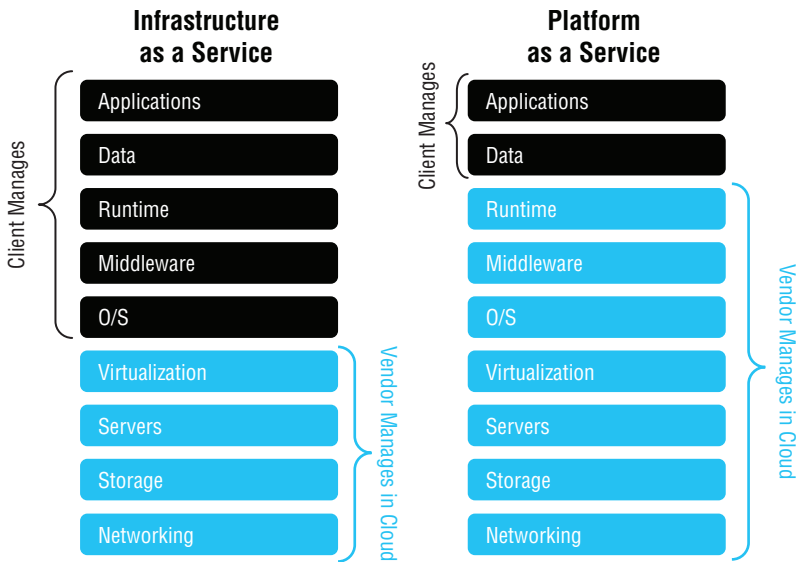 Infrastructure
as a Service
Client Manages
Applications
Data
Runtime
Middleware
O/S
Virtualization
Servers
Storage
Networking
Vendor Manages in Cloud
Platform
as a Service
Client Manages
Applications
Data
Runtime
Middleware
O/S
Virtualization
Servers
Storage
Networking
Vendor Manages in Cloud